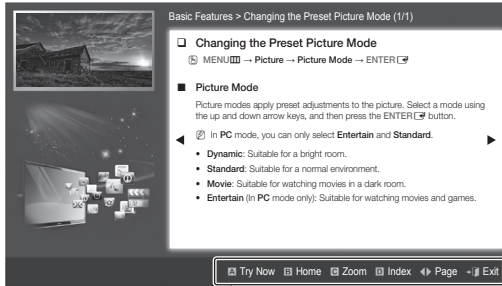 Basic Features > Changing the Preset Picture Mode (1/1)
❑ Changing the Preset Picture Mode
MENU → Picture → Picture Mode → ENTER
■ Picture Mode
Picture modes apply preset adjustments to the picture. Select a mode using
the up and down arrow keys, and then press the ENTER button.
In PC mode, you can only select Entertain and Standard.
• Dynamic: Suitable for a bright room.
• Standard: Suitable for a normal environment.
• Movie: Suitable for watching movies in a dark room.
• Entertain (In PC mode only): Suitable for watching movies and games.
A Try Now B Home C Zoom D Index Page Exit